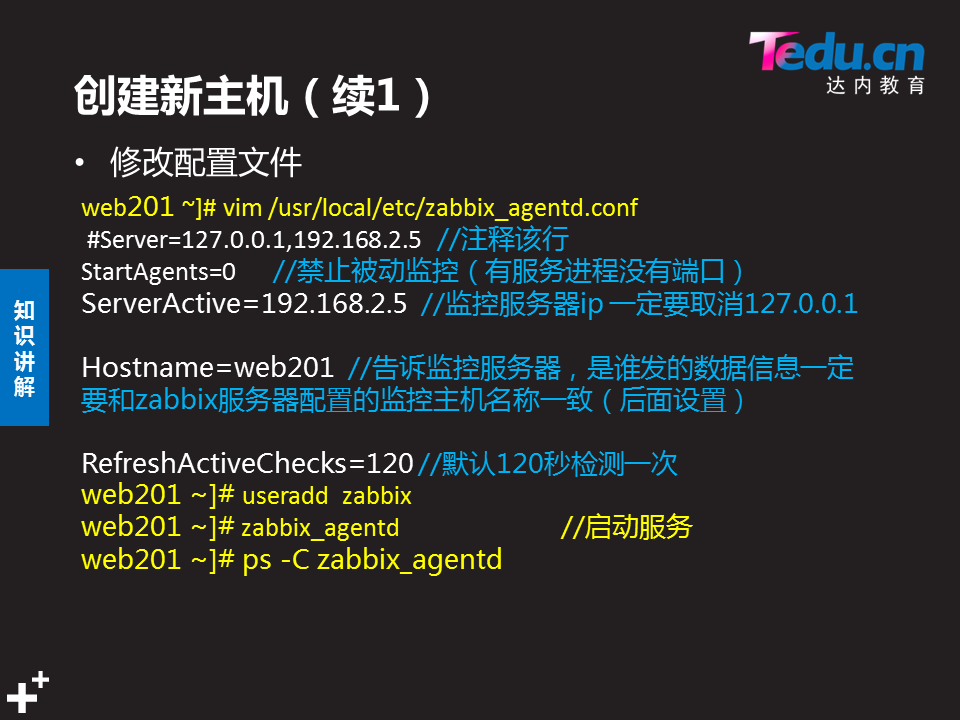 Tedu.cn
达内教育
创建新主机（续1）
• 修改配置文件
web201 ~]# vim /usr/local/etc/zabbix_agentd.conf
#Server=127.0.0.1,192.168.2.5 //注释该行
StartAgents=0 //禁止被动监控（有服务进程没有端口）
ServerActive=192.168.2.5 //监控服务器ip 一定要取消127.0.0.1
Hostname=web201 //告诉监控服务器，是谁发的数据信息一定
要和zabbix服务器配置的监控主机名称一致（后面设置）
RefreshActiveChecks=120 //默认120秒检测一次
web201 ~]# useradd zabbix
web201 ~]# zabbix_agentd //启动服务
web201 ~]# ps -C zabbix_agentd
知
识
讲
解